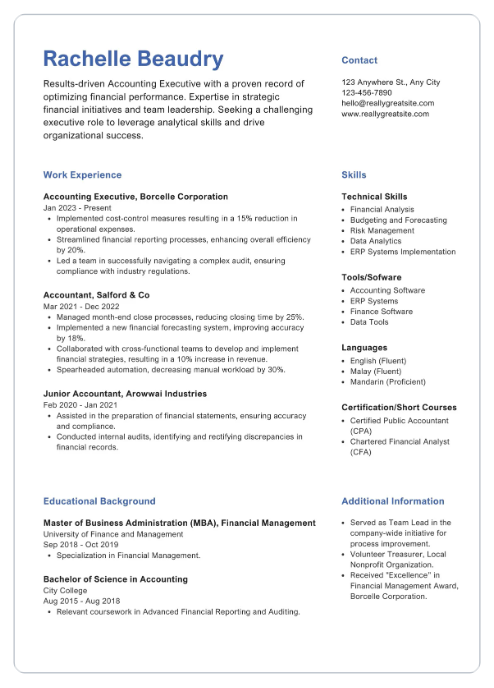 Rachelle Beaudry
Results-driven Accounting Executive with a proven record of
optimizing financial performance. Expertise in strategic
financial initiatives and team leadership. Seeking a challenging
executive role to leverage analytical skills and drive
organizational success.
Contact
123 Anywhere St., Any City
123-456-7890
hello@reallygreatsite.com
www.reallygreatsite.com
Work Experience
Accounting Executive, Borcelle Corporation
Jan 2023 - Present
• Implemented cost-control measures resulting in a 15% reduction in
operational expenses.
• Streamlined financial reporting processes, enhancing overall efficiency
by 20%.
• Led a team in successfully navigating a complex audit, ensuring
compliance with industry regulations.
Accountant, Salford & Co
Mar 2021 - Dec 2022
• Managed month-end close processes, reducing closing time by 25%.
• Implemented a new financial forecasting system, improving accuracy
by 18%.
• Collaborated with cross-functional teams to develop and implement
financial strategies, resulting in a 10% increase in revenue.
• Spearheaded automation, decreasing manual workload by 30%.
Junior Accountant, Arowwai Industries
Feb 2020 - Jan 2021
• Assisted in the preparation of financial statements, ensuring accuracy
and compliance.
• Conducted internal audits, identifying and rectifying discrepancies in
financial records.
Skills
Technical Skills
• Financial Analysis
• Budgeting and Forecasting
• Risk Management
• Data Analytics
• ERP Systems Implementation
Tools/Sofware
• Accounting Software
• ERP Systems
• Finance Software
• Data Tools
Languages
• English (Fluent)
• Malay (Fluent)
• Mandarin (Proficient)
Certification/Short Courses
• Certified Public Accountant
(CPA)
• Chartered Financial Analyst
(CFA)
Educational Background
Master of Business Administration (MBA), Financial Management
University of Finance and Management
Sep 2018 - Oct 2019
• Specialization in Financial Management.
Bachelor of Science in Accounting
City College
Aug 2015 - Aug 2018
• Relevant coursework in Advanced Financial Reporting and Auditing.
Additional Information
• Served as Team Lead in the
company-wide initiative for
process improvement.
• Volunteer Treasurer, Local
Nonprofit Organization.
• Received "Excellence" in
Financial Management Award,
Borcelle Corporation.